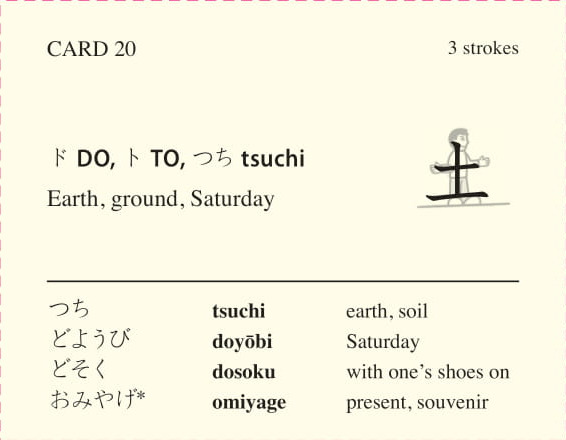 CARD 20
3 strokes
ド DO, ト TO, つち tsuchi
土
Earth, ground, Saturday
つち tsuchi earth, soil
どようび doyōbi Saturday
どそく dosoku with one's shoes on
おみやげ* omiyage present, souvenir